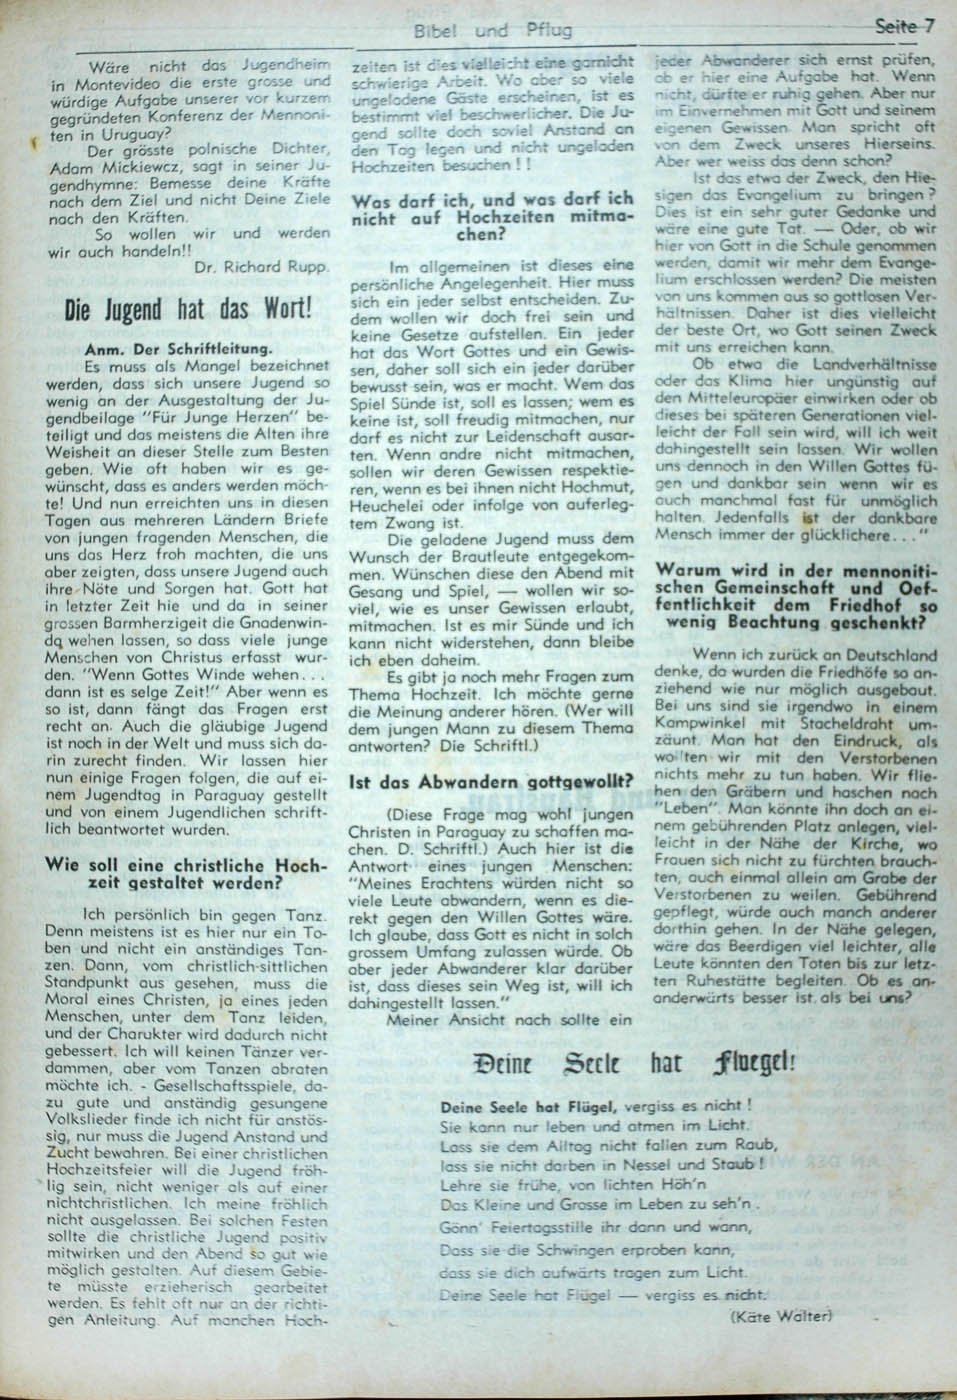 Bibel und Pflug
Seite 7
Wäre nicht das Jugendheim
in Montevideo die erste grosse und
würdige Aufgabe unserer vor kurzem
gegründeten Konferenz der Mennoni-
ten in Uruguay?
Der grösste polnische Dichter,
Adam Mickiewcz, sagt in seiner Ju-
gendhymne: Bemesse deine Kräfte
nach dem Ziel und nicht Deine Ziele
nach den Kräften.
So wollen wir und werden
wir auch handeln!!
Dr. Richard Rupp.
Die Jugend hat das Wort!
Anm. Der Schriftleitung.
Es muss als Mangel bezeichnet
werden, dass sich unsere Jugend so
wenig an der Ausgestaltung der Ju-
gendbeilage "Für Junge Herzen" be-
teiligt und das meistens die Alten ihre
Weisheit an dieser Stelle zum Besten
geben. Wie oft haben wir es ge-
wünscht, dass es anders werden möch-
te! Und nun erreichten uns in diesen
Tagen aus mehreren Ländern Briefe
von jungen fragenden Menschen, die
uns das Herz froh machten, die uns
aber zeigten, dass unsere Jugend auch
ihre Nöte und Sorgen hat. Gott hat
in letzter Zeit hie und da in seiner
grossen Barmherzigeit die Gnadenwin-
da wehen lassen, so dass viele junge
Menschen von Christus erfasst wur-
den. "Wenn Gottes Winde wehen...
dann ist es selge Zeit!" Aber wenn es
so ist, dann fängt das Fragen erst
recht an. Auch die gläubige Jugend
ist noch in der Welt und muss sich da-
rin zurecht finden. Wir lassen hier
nun einige Fragen folgen, die auf ei-
nem Jugendtag in Paraguay gestellt
und von einem Jugendlichen schrift-
lich beantwortet wurden.
Wie soll eine christliche Hoch-
zeit gestaltet werden?
Ich persönlich bin gegen Tanz.
Denn meistens ist es hier nur ein To-
ben und nicht ein anständiges Tan-
zen. Dann, vom christlich-sittlichen
Standpunkt aus gesehen, muss die
Moral eines Christen, ja eines jeden
Menschen, unter dem Tanz leiden,
und der Charukter wird dadurch nicht
gebessert. Ich will keinen Tänzer ver-
dammen, aber vom Tanzen abraten
möchte ich. - Gesellschaftsspiele, da-
zu gute und anständig gesungene
Volkslieder finde ich nicht für anstös-
sig, nur muss die Jugend Anstand und
Zucht bewahren. Bei einer christlichen
Hochzeitsfeier will die Jugend fröh-
lig sein, nicht weniger als auf einer
nichtchristlichen. Ich meine fröhlich
nicht ausgelassen. Bei solchen Festen
sollte die christliche Jugend positiv
mitwirken und den Abend so gut wie
möglich gestalten. Auf diesem Gebie-
te müsste erzieherisch gearbeitet
werden. Es fehlt oft nur an der richti-
gen Anleitung. Auf manchen Hoch-
zeiten ist dies vielleicht eine garnicht
schwierige Arbeit. Wo aber so viele
ungeladene Gäste erscheinen, ist es
bestimmt viel beschwerlicher. Die Ju-
gend sollte doch soviel Anstand an
den Tag legen und nicht ungeladen
Hochzeiten besuchen!!
Was darf ich, und was darf ich
nicht auf Hochzeiten mitma-
chen?
Im allgemeinen ist dieses eine
persönliche Angelegenheit. Hier muss
sich ein jeder selbst entscheiden. Zu-
dem wollen wir doch frei sein und
keine Gesetze aufstellen. Ein jeder
hat das Wort Gottes und ein Gewis-
sen, daher soll sich ein jeder darüber
bewusst sein, was er macht. Wem das
Spiel Sünde ist, soll es lassen; wem es
keine ist, soll freudig mitmachen, nur
darf es nicht zur Leidenschaft ausar-
ten. Wenn andre nicht mitmachen,
sollen wir deren Gewissen respektie-
ren, wenn es bei ihnen nicht Hochmut,
Heuchelei oder infolge von auferleg-
tem Zwang ist.
Die geladene Jugend muss dem
Wunsch der Brautleute entgegekom-
men. Wünschen diese den Abend mit
Gesang und Spiel, — wollen wir so-
viel, wie es unser Gewissen erlaubt,
mitmachen. Ist es mir Sünde und ich
kann nicht widerstehen, dann bleibe
ich eben daheim.
Es gibt ja noch mehr Fragen zum
Thema Hochzeit. Ich möchte gerne
die Meinung anderer hören. (Wer will
dem jungen Mann zu diesem Thema
antworten? Die Schriftl.)
Ist das Abwandern gottgewollt?
(Diese Frage mag wohl jungen
Christen in Paraguay zu schaffen ma-
chen. D. Schriftl.) Auch hier ist die
Antwort eines jungen Menschen:
"Meines Erachtens würden nicht so
viele Leute abwandern, wenn es die-
rekt gegen den Willen Gottes wäre.
Ich glaube, dass Gott es nicht in solch
grossem Umfang zulassen würde. Ob
aber jeder Abwanderer klar darüber
ist, dass dieses sein Weg ist, will ich
dahingestellt lassen."
Meiner Ansicht nach sollte ein
jeder Abwanderer sich ernst prüfen,
ob er hier eine Aufgabe hat. Wenn
nicht, dürfte er ruhig gehen. Aber nur
im Einvernehmen mit Gott und seinem
eigenen Gewissen. Man spricht oft
von dem Zweck unseres Hierseins.
Aber wer weiss das denn schon?
Ist das etwa der Zweck, den Hie-
sigen das Evangelium zu bringen?
Dies ist ein sehr guter Gedanke und
wäre eine gute Tat. — Oder, ob wir
hier von Gott in die Schule genommen
werden, damit wir mehr dem Evange-
lium erschlossen werden? Die meisten
von uns kommen aus so gottlosen Ver-
hältnissen. Daher ist dies vielleicht
der beste Ort, wo Gott seinen Zweck
mit uns erreichen kann.
Ob etwa die Landverhältnisse
oder das Klima hier ungünstig auf
den Mitteleuropäer einwirken oder ob
dieses bei späteren Generationen viel-
leicht der Fall sein wird, will ich weit
dahingestellt sein lassen. Wir wollen
uns dennoch in den Willen Gottes fü-
gen und dankbar sein wenn wir es
auch manchmal fast für unmöglich
halten. Jedenfalls ist der dankbare
Mensch immer der glücklichere..."
Warum wird in der mennoniti-
schen Gemeinschaft und Oef-
fentlichkeit dem Friedhof so
wenig Beachtung geschenkt?
Wenn ich zurück an Deutschland
denke, da wurden die Friedhöfe so an-
ziehend wie nur möglich ausgebaut.
Bei uns sind sie irgendwo in einem
Kampwinkel mit Stacheldraht um-
zäunt. Man hat den Eindruck, als
wollten wir mit den Verstorbenen
nichts mehr zu tun haben. Wir flie-
hen den Gräbern und haschen nach
"Leben". Man könnte ihn doch an ei-
nem gebührenden Platz anlegen, viel-
leicht in der Nähe der Kirche, wo
Frauen sich nicht zu fürchten brauch-
ten, auch einmal allein am Grabe der
Verstorbenen zu weilen. Gebührend
gepflegt, würde auch manch anderer
dorthin gehen. In der Nähe gelegen,
wäre das Beerdigen viel leichter, alle
Leute könnten den Toten bis zur letz-
ten Ruhestätte begleiten. Ob es an-
anderwärts besser ist als bei uns?
Deine Seele hat Fluegel!
Deine Seele hat Flügel, vergiss es nicht!
Sie kann nur leben und atmen im Licht.
Lass sie dem Alltag nicht fallen zum Raub,
lass sie nicht darben in Nessel und Staub!
Lehre sie frühe, von lichten Höh'n
Das Kleine und Grosse im Leben zu seh'n.
Gönn' Feiertagsstille ihr dann und wann,
Dass sie die Schwingen erproben kann,
dass sie dich aufwärts tragen zum Licht.
Deine Seele hat Flügel — vergiss es nicht.
(Käte Walter)